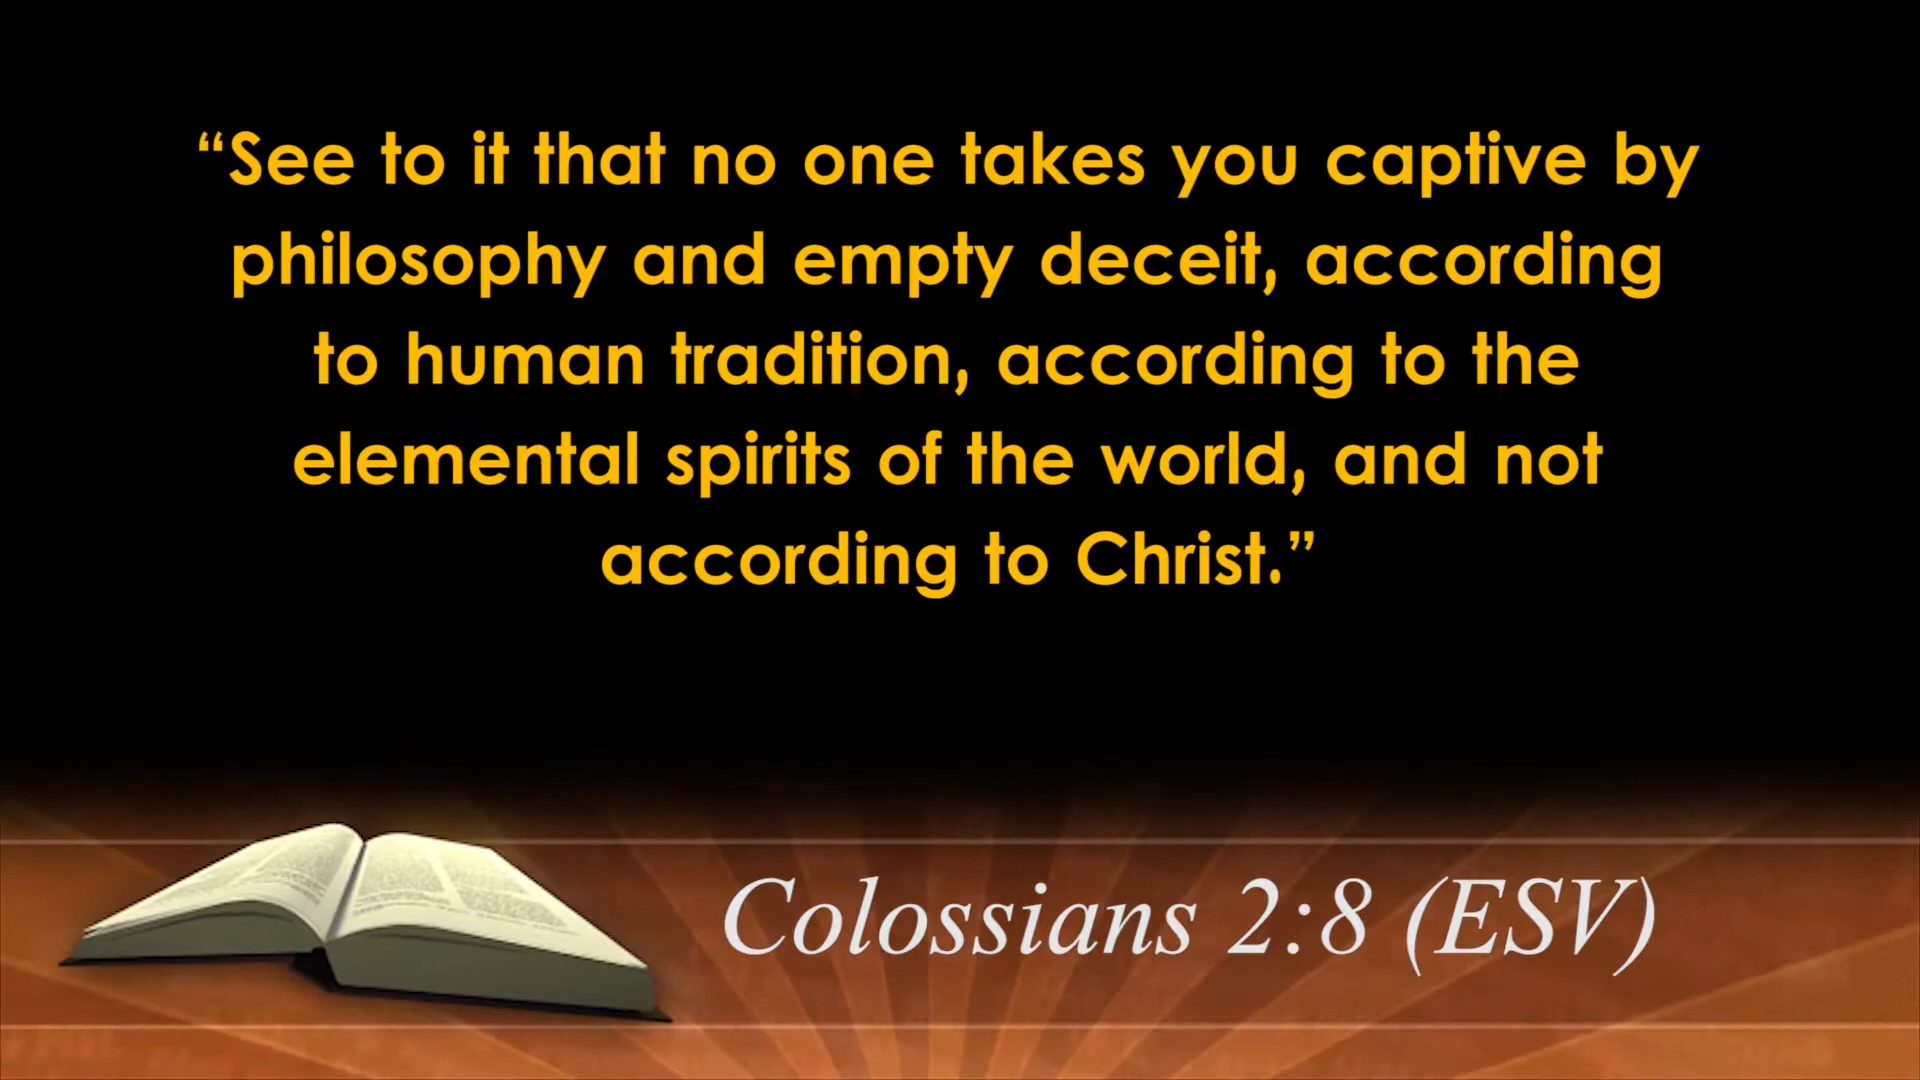 “See to it that no one takes you captive by
philosophy and empty deceit, according
to human tradition, according to the
elemental spirits of the world, and not
according to Christ.”
Colossians 2:8 (ESV)